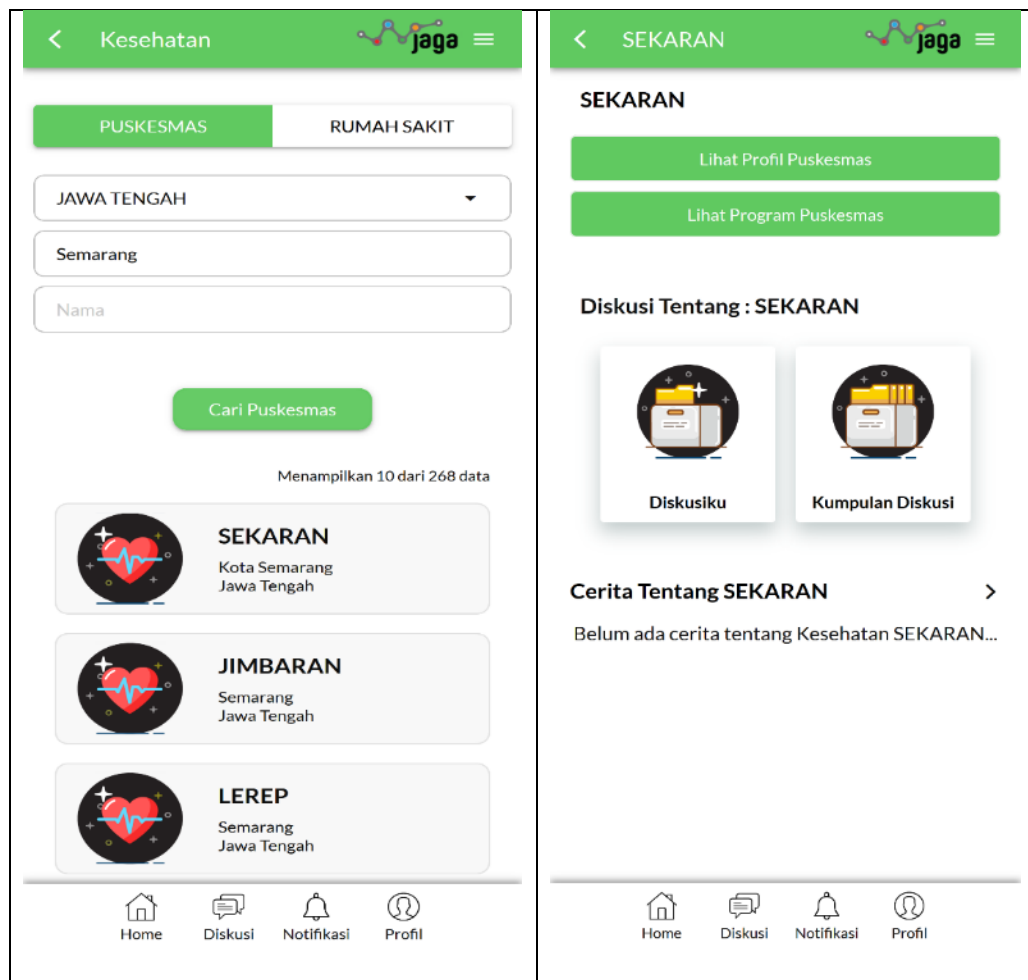 Kesehatan
jaga
PUSKESMAS
RUMAH SAKIT
JAWA TENGAH
Semarang
Nama
Cari Puskesmas
Menampilkan 10 dari 268 data
SEKARAN
Kota Semarang
Jawa Tengah
JIMBARAN
Semarang
Jawa Tengah
LEREP
Semarang
Jawa Tengah
Home
Diskusi
Notifikasi
Profil
SEKARAN
jaga
SEKARAN
Lihat Profil Puskesmas
Lihat Program Puskesmas
Diskusi Tentang : SEKARAN
Diskusiku
Kumpulan Diskusi
Cerita Tentang SEKARAN
Belum ada cerita tentang Kesehatan SEKARAN...
Home
Diskusi
Notifikasi
Profil